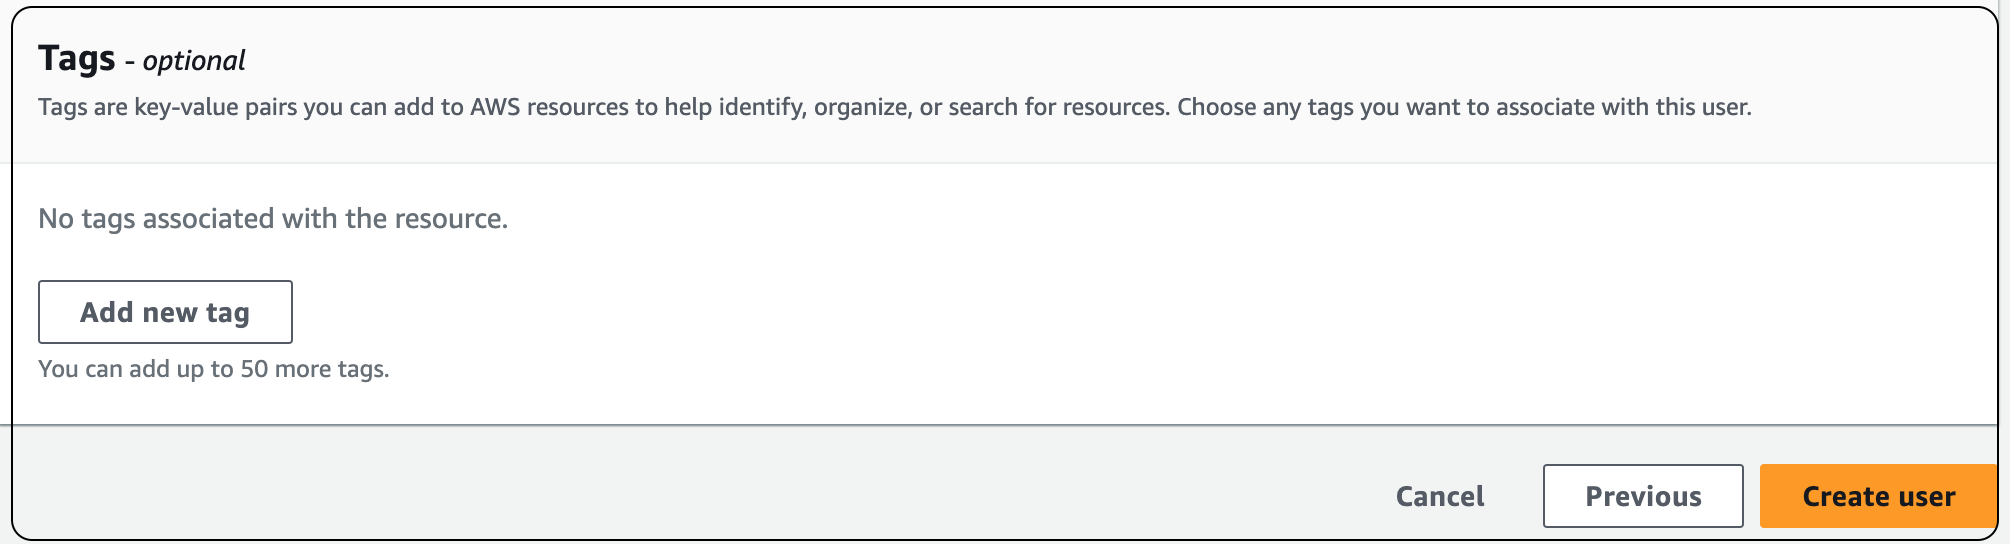 Tags - optional
Tags are key-value pairs you can add to AWS resources to help identify, organize, or search for resources. Choose any tags you want to associate with this user.
No tags associated with the resource.
Add new tag
You can add up to 50 more tags.
Cancel Previous Create user